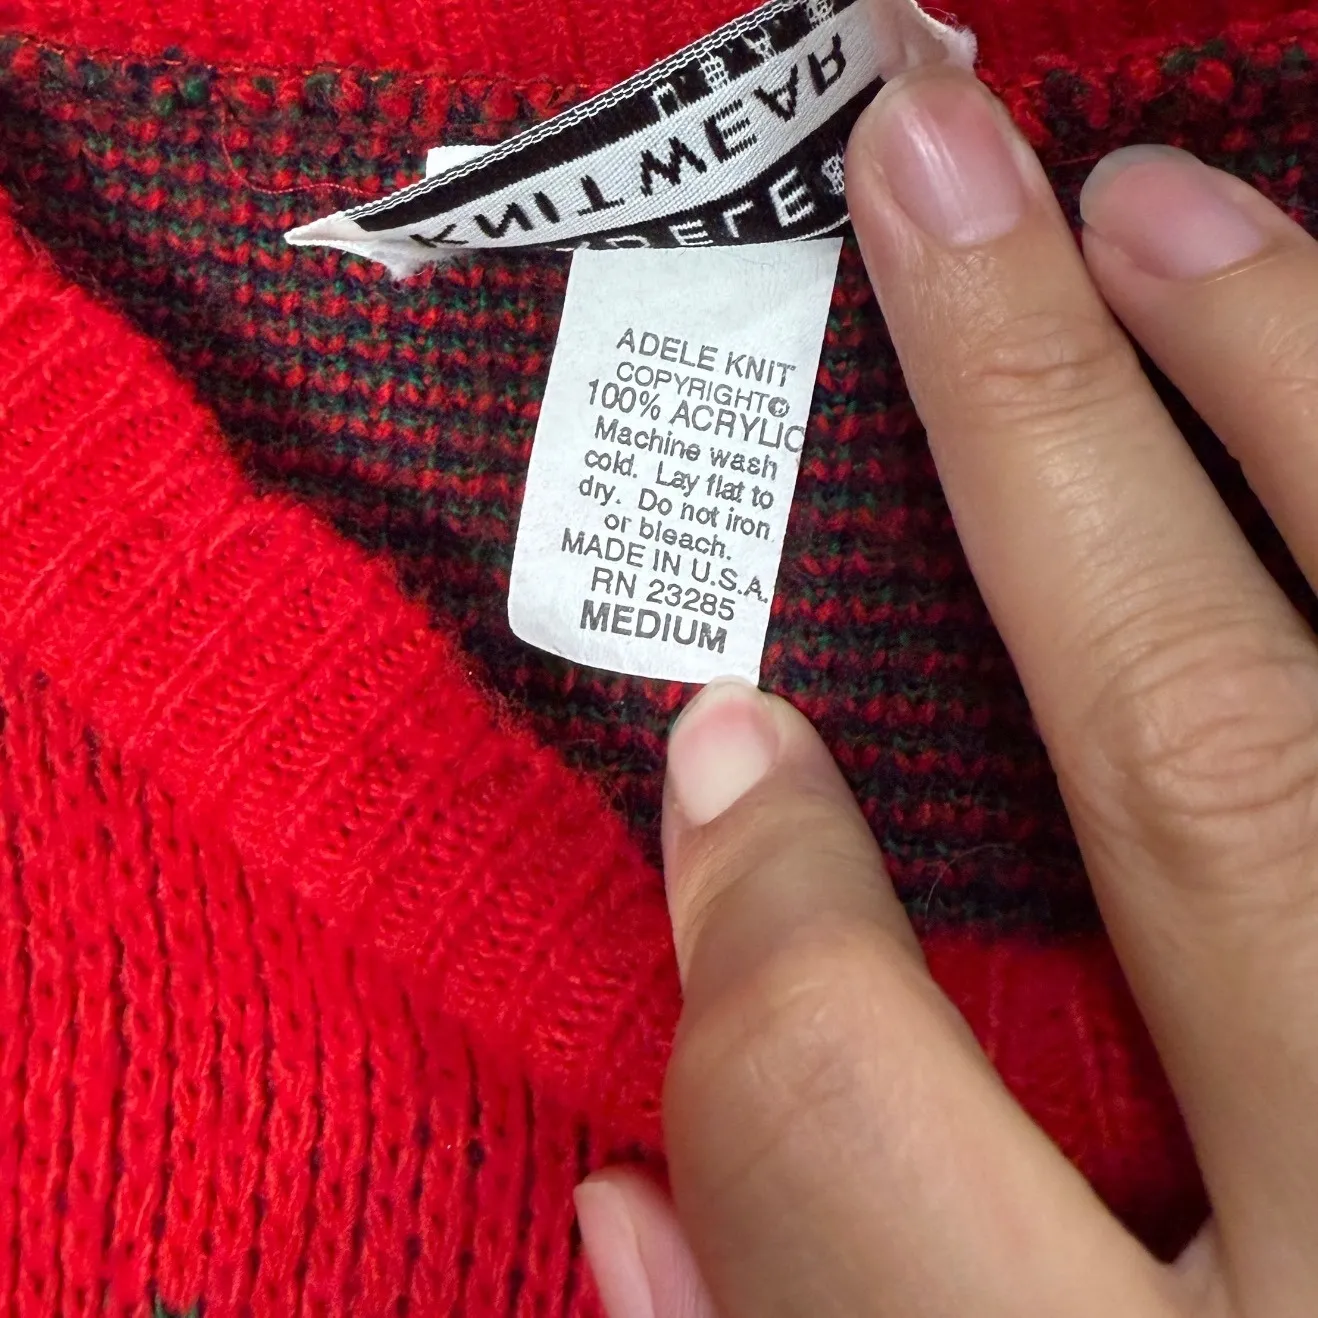 KNITWEAR
ADELE
ADELE KNIT
COPYRIGHT©
100% ACRYLIC
Machine wash
cold. Lay flat to
dry. Do not iron
or bleach.
MADE IN U.S.A.
RN 23285
MEDIUM